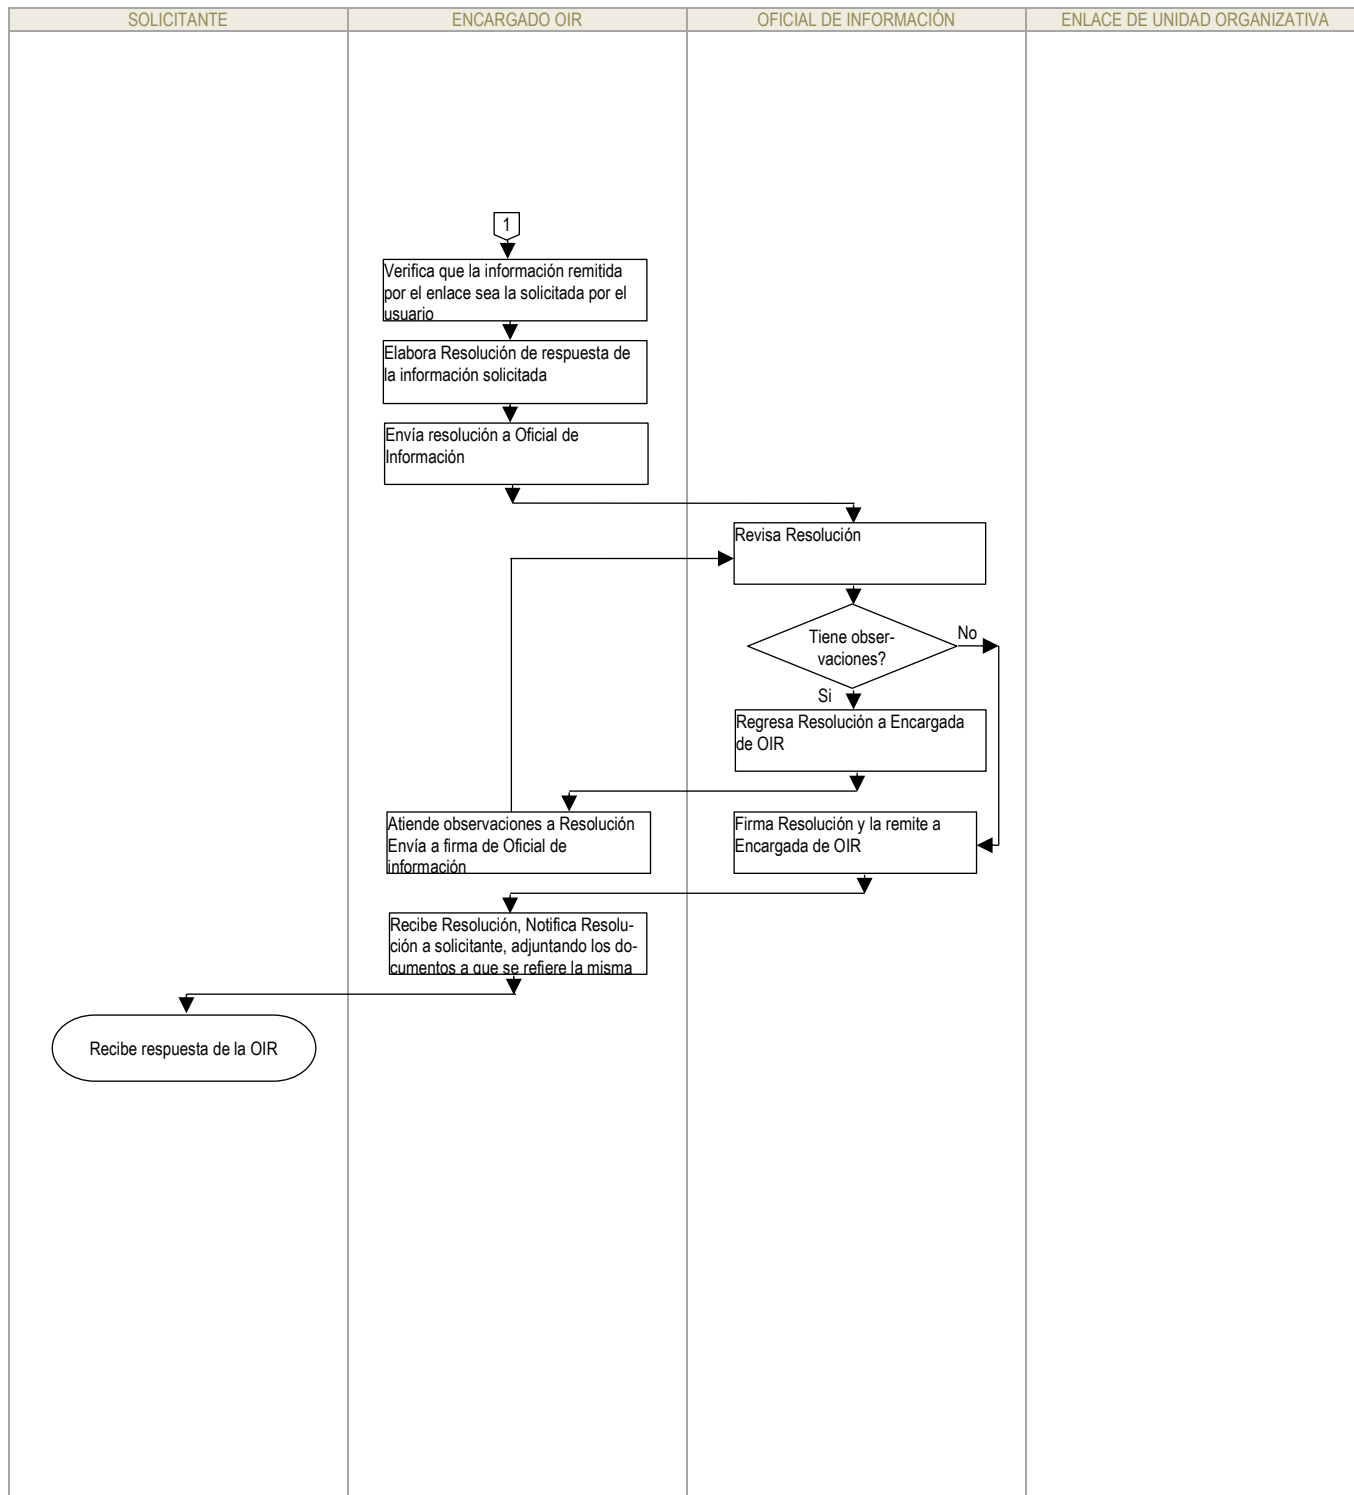 SOLICITANTE
ENCARGADO OIR
OFICIAL DE INFORMACIÓN
ENLACE DE UNIDAD ORGANIZATIVA
1
Verifica que la información remitida
por el enlace sea la solicitada por el
usuario
Elabora Resolución de respuesta de
la información solicitada
Envía resolución a Oficial de
Información
Revisa Resolución
Tiene obser-
vaciones?
No
Si
Regresa Resolución a Encargada
de OIR
Atiende observaciones a Resolución
Envía a firma de Oficial de
información
Firma Resolución y la remite a
Encargada de OIR
Recibe Resolución, Notifica Resolu-
ción a solicitante, adjuntando los do-
cumentos a que se refiere la misma
Recibe respuesta de la OIR